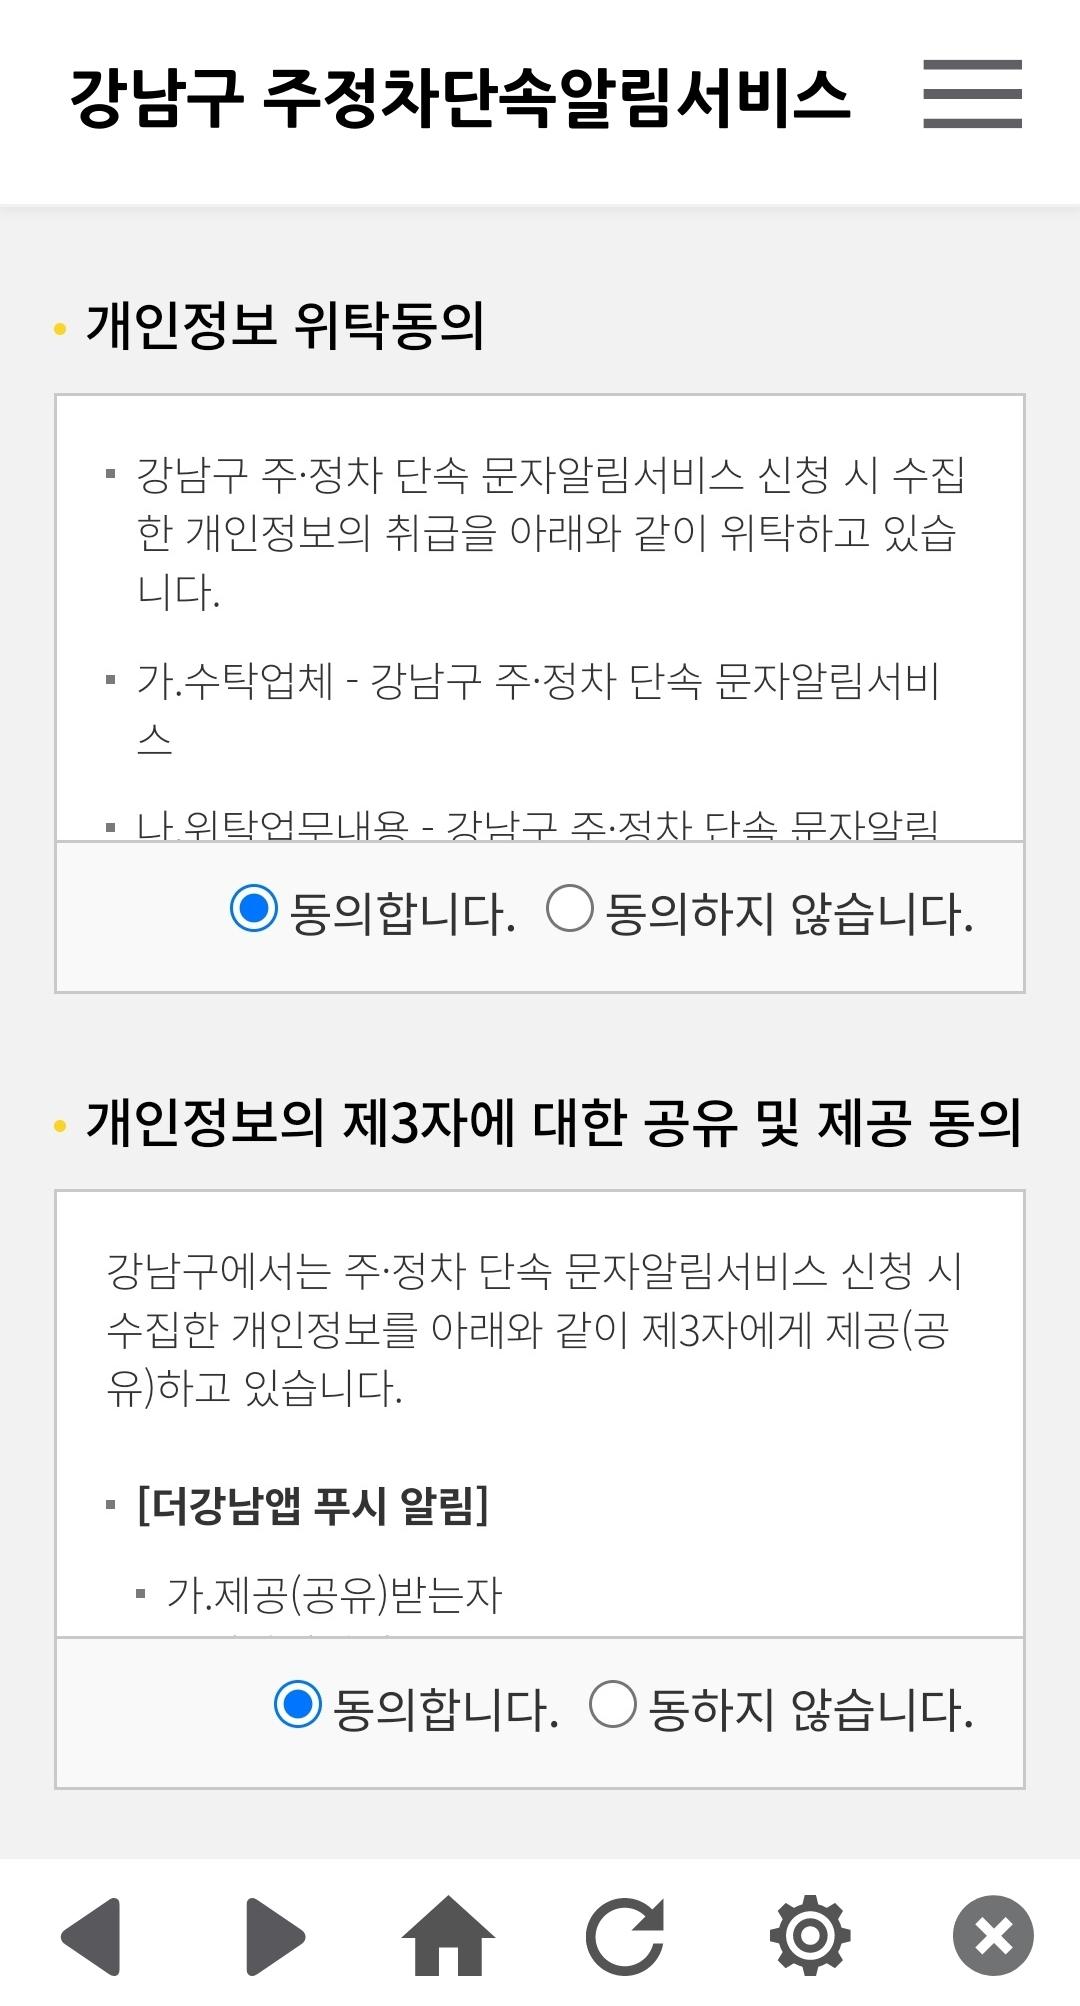 강남구 주정차단속알림서비스
개인정보 위탁동의
강남구 주·정차 단속 문자알림서비스 신청 시 수집
한 개인정보의 취급을 아래와 같이 위탁하고 있습
니다.
가.수탁업체 - 강남구 주·정차 단속 문자알림서비
스
나.위탁업무내용 - 강남구 주·정차 단속 문자알림
동의합니다. 동의하지 않습니다.
개인정보의 제3자에 대한 공유 및 제공 동의
강남구에서는 주·정차 단속 문자알림서비스 신청 시
수집한 개인정보를 아래와 같이 제3자에게 제공(공
유)하고 있습니다.
[더강남앱 푸시 알림]
가.제공(공유)받는자
동의합니다. 동하지 않습니다.